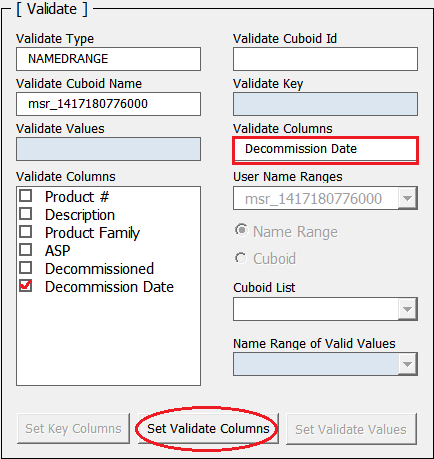 [ Validate ]
Validate Type
Validate Cuboid Id
NAMEDRANGE
Validate Cuboid Name
Validate Key
msr_1417180776000
Validate Values
Validate Columns
Decommission Date
Validate Columns
Product #
Description
Product Family
ASP
Decommissioned
Decommission Date
User Name Ranges
msr_1417180776000
Name Range
Cuboid
Cuboid List
Name Range of Valid Values
Set Key Columns
Set Validate Columns
Set Validate Values